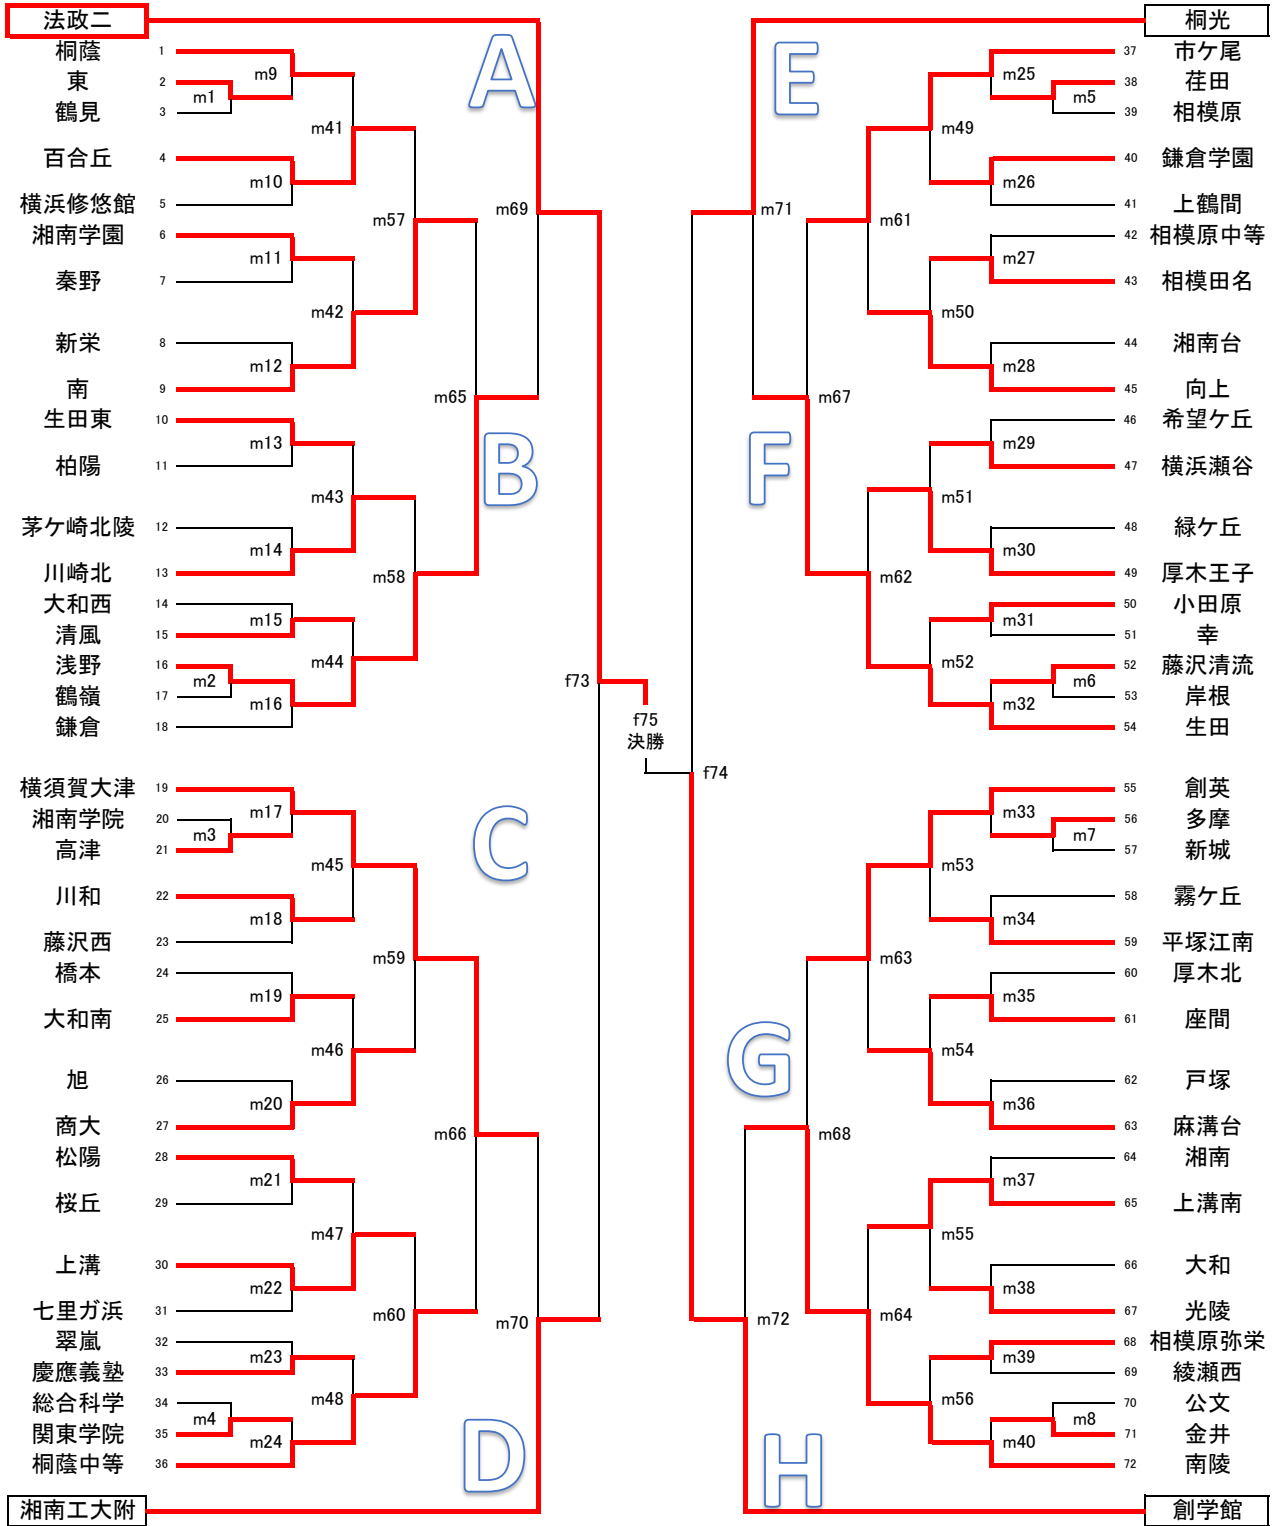 法政二
桐蔭 1
東 2
鶴見 3
百合丘 4
横浜修悠館 5
湘南学園 6
秦野 7
新栄 8
南 9
生田東 10
柏陽 11
茅ケ崎北陵 12
川崎北 13
大和西 14
清風 15
浅野 16
鶴嶺 17
鎌倉 18
横須賀大津 19
湘南学院 20
高津 21
川和 22
藤沢西 23
橋本 24
大和南 25
旭 26
商大 27
松陽 28
桜丘 29
上溝 30
七里ガ浜 31
翠嵐 32
慶應義塾 33
総合科学 34
関東学院 35
桐蔭中等 36
湘南工大附
m1
m2
m3
m4
m9
m10
m11
m12
m13
m14
m15
m16
m17
m18
m19
m20
m21
m22
m23
m24
m41
m42
m43
m44
m45
m46
m47
m48
m57
m58
m59
m60
m65
m66
m69
m70
A
B
C
D
f73
f75
決勝
f74
E
F
G
H
m71
m72
m67
m68
m61
m62
m63
m64
m49
m50
m51
m52
m53
m54
m55
m56
m25
m26
m27
m28
m29
m30
m31
m32
m33
m34
m35
m36
m37
m38
m39
m40
m5
m6
m7
m8
桐光
37 市ケ尾
38 荏田
39 相模原
40 鎌倉学園
41 上鶴間
42 相模原中等
43 相模田名
44 湘南台
45 向上
46 希望ケ丘
47 横浜瀬谷
48 緑ケ丘
49 厚木王子
50 小田原
51 幸
52 藤沢清流
53 岸根
54 生田
55 創英
56 多摩
57 新城
58 霧ケ丘
59 平塚江南
60 厚木北
61 座間
62 戸塚
63 麻溝台
64 湘南
65 上溝南
66 大和
67 光陵
68 相模原弥栄
69 綾瀬西
70 公文
71 金井
72 南陵
創学館